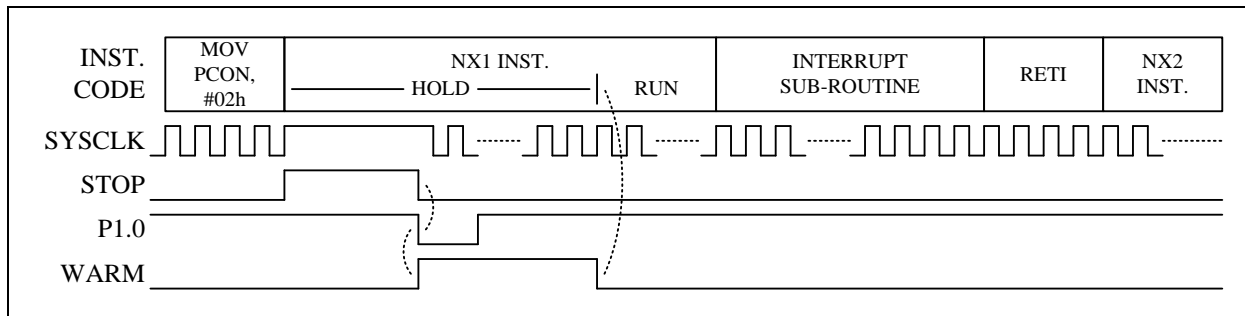 INST. CODE
MOV PCON, #02h
NX1 INST.
HOLD
RUN
INTERRUPT SUB-ROUTINE
RETI
NX2 INST.
SYSCLK
STOP
P1.0
WARM